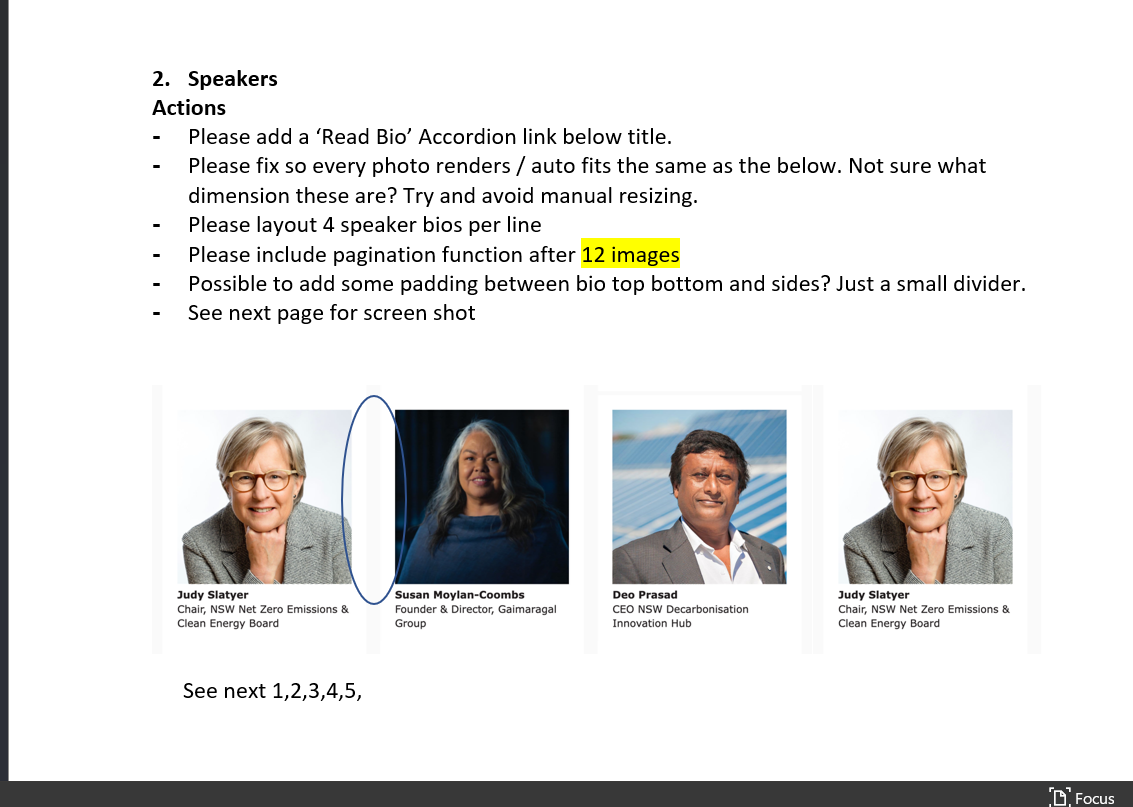 2. Speakers
Actions
- Please add a ‘Read Bio’ Accordion link below title.
- Please fix so every photo renders / auto fits the same as the below. Not sure what
dimension these are? Try and avoid manual resizing.
- Please layout 4 speaker bios per line
- Please include pagination function after 12 images
- Possible to add some padding between bio top bottom and sides? Just a small divider.
- See next page for screen shot
Judy Slatyer
Chair, NSW Net Zero Emissions &
Clean Energy Board
Susan Moylan-Coombs
Founder & Director, Gaimaragal
Group
Deo Prasad
CEO NSW Decarbonisation
Innovation Hub
Judy Slatyer
Chair, NSW Net Zero Emissions &
Clean Energy Board
See next 1,2,3,4,5,
Focus